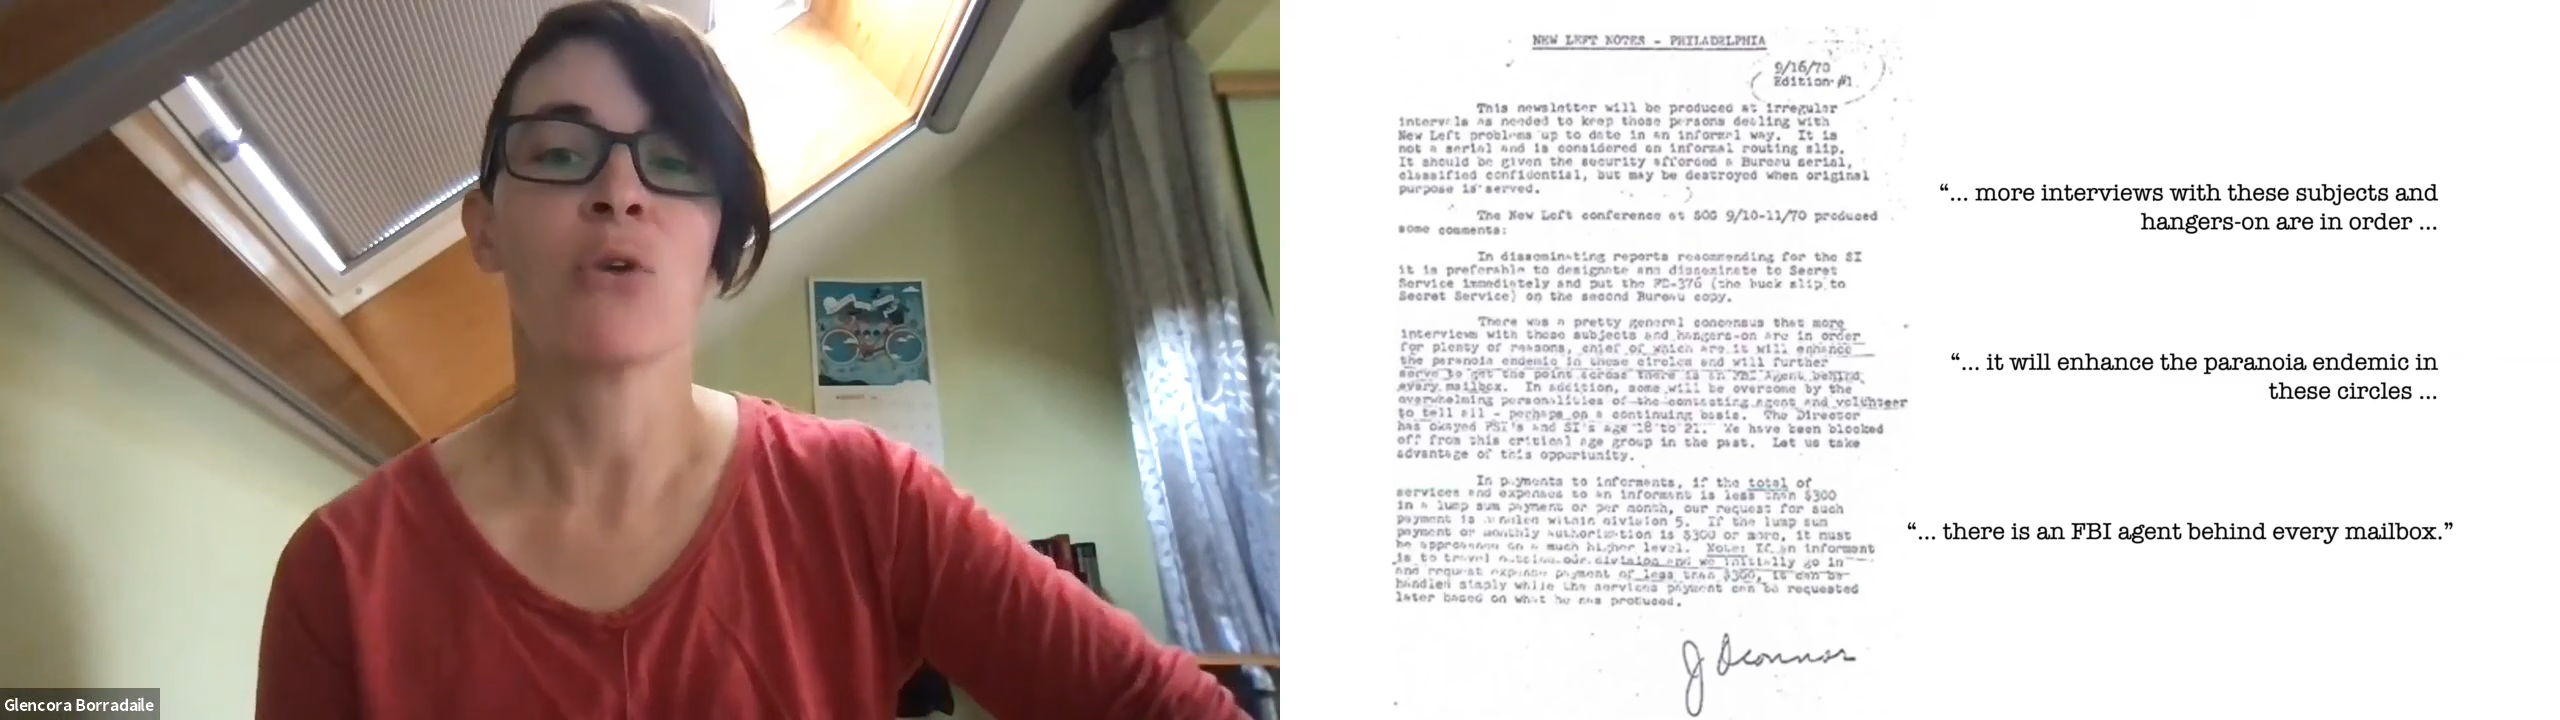 Glencora Borradaile
NEW LEFT NOTES - PHILADELPHIA
9/16/70
Edition #1
This newsletter will be produced at irregular
intervals as needed to keep those persons dealing with
New Left problems up to date in an informal way. It is
not a serial and is considered an informal routing slip.
It should be given the security afforded a Bureau serial,
classified confidential, but may be destroyed when original
purpose is served.
The New Left conference at SOG 9/10-11/70 produced
some comments:
In disseminating reports recommending for the SI
it is preferable to designate and disseminate to Secret
Service immediately and put the FD-376 (the buck slip to
Secret Service) on the second Bureau copy.
There was a pretty general concensus that more
interviews with these subjects and hangers-on are in order
for plenty of reasons, chief of which are it will enhance
the paranoia endemic in these circles and will further
serve to get the point across there is an FBI Agent behind
every mailbox. In addition, some will be overcome by the
overwhelming personalities of the contacting agent and volunteer
to tell all - perhaps on a continuing basis. The Director
has okayed PSI's and SI's age 18 to 21. We have been blocked
off from this critical age group in the past. Let us take
advantage of this opportunity.
In payments to informants, if the total of
services and expenses to an informant is less than $300
in a lump sum payment or per month, our request for such
payment is handled within division 5. If the lump sum
payment or monthly authorization is $300 or more, it must
be approved on a much higher level. Note: If an informant
is to travel outside our division and we initially go in
and request expense payment of less than $300, it can be
handled simply while the services payment can be requested
later based on what he has produced.
J Oconnor
“... more interviews with these subjects and
hangers-on are in order ...
“... it will enhance the paranoia endemic in
these circles ...
“... there is an FBI agent behind every mailbox.”